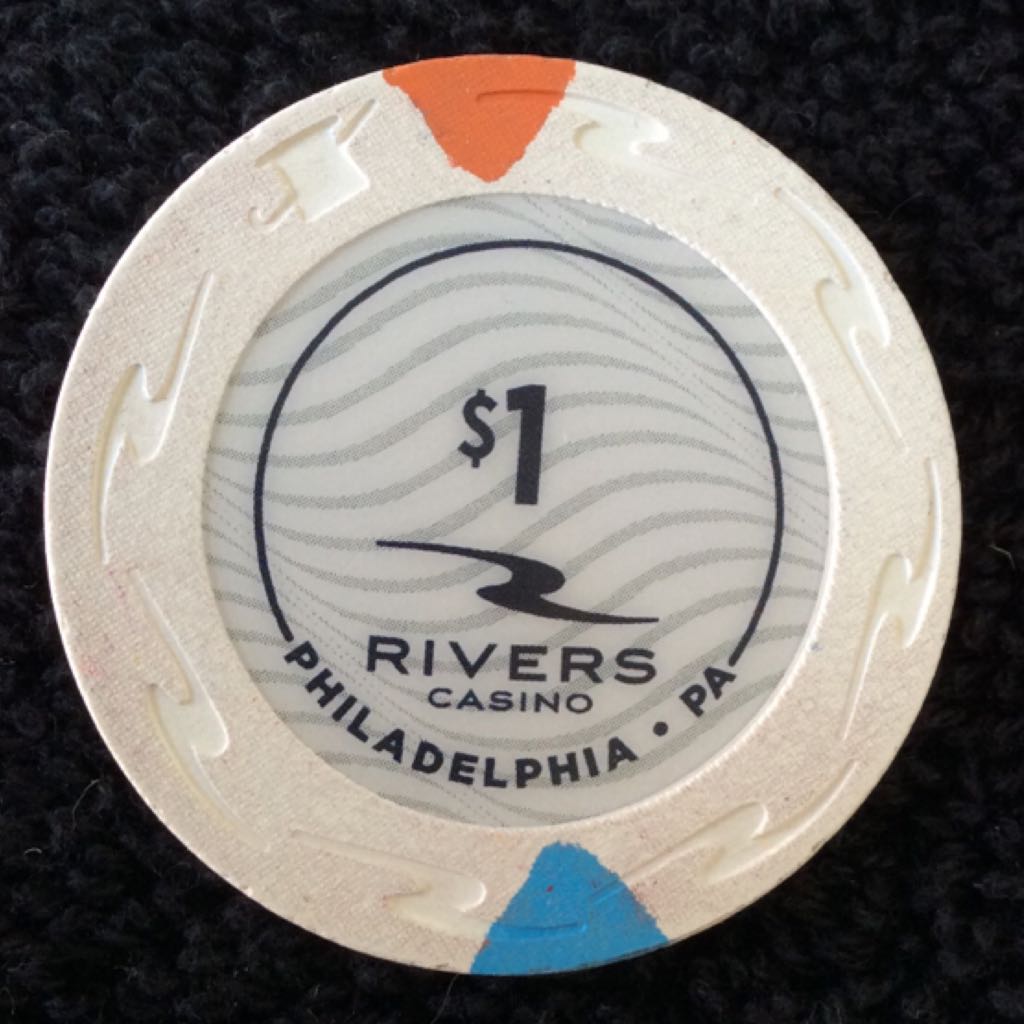 $1
RIVERS
CASINO
PHILADELPHIA • PA